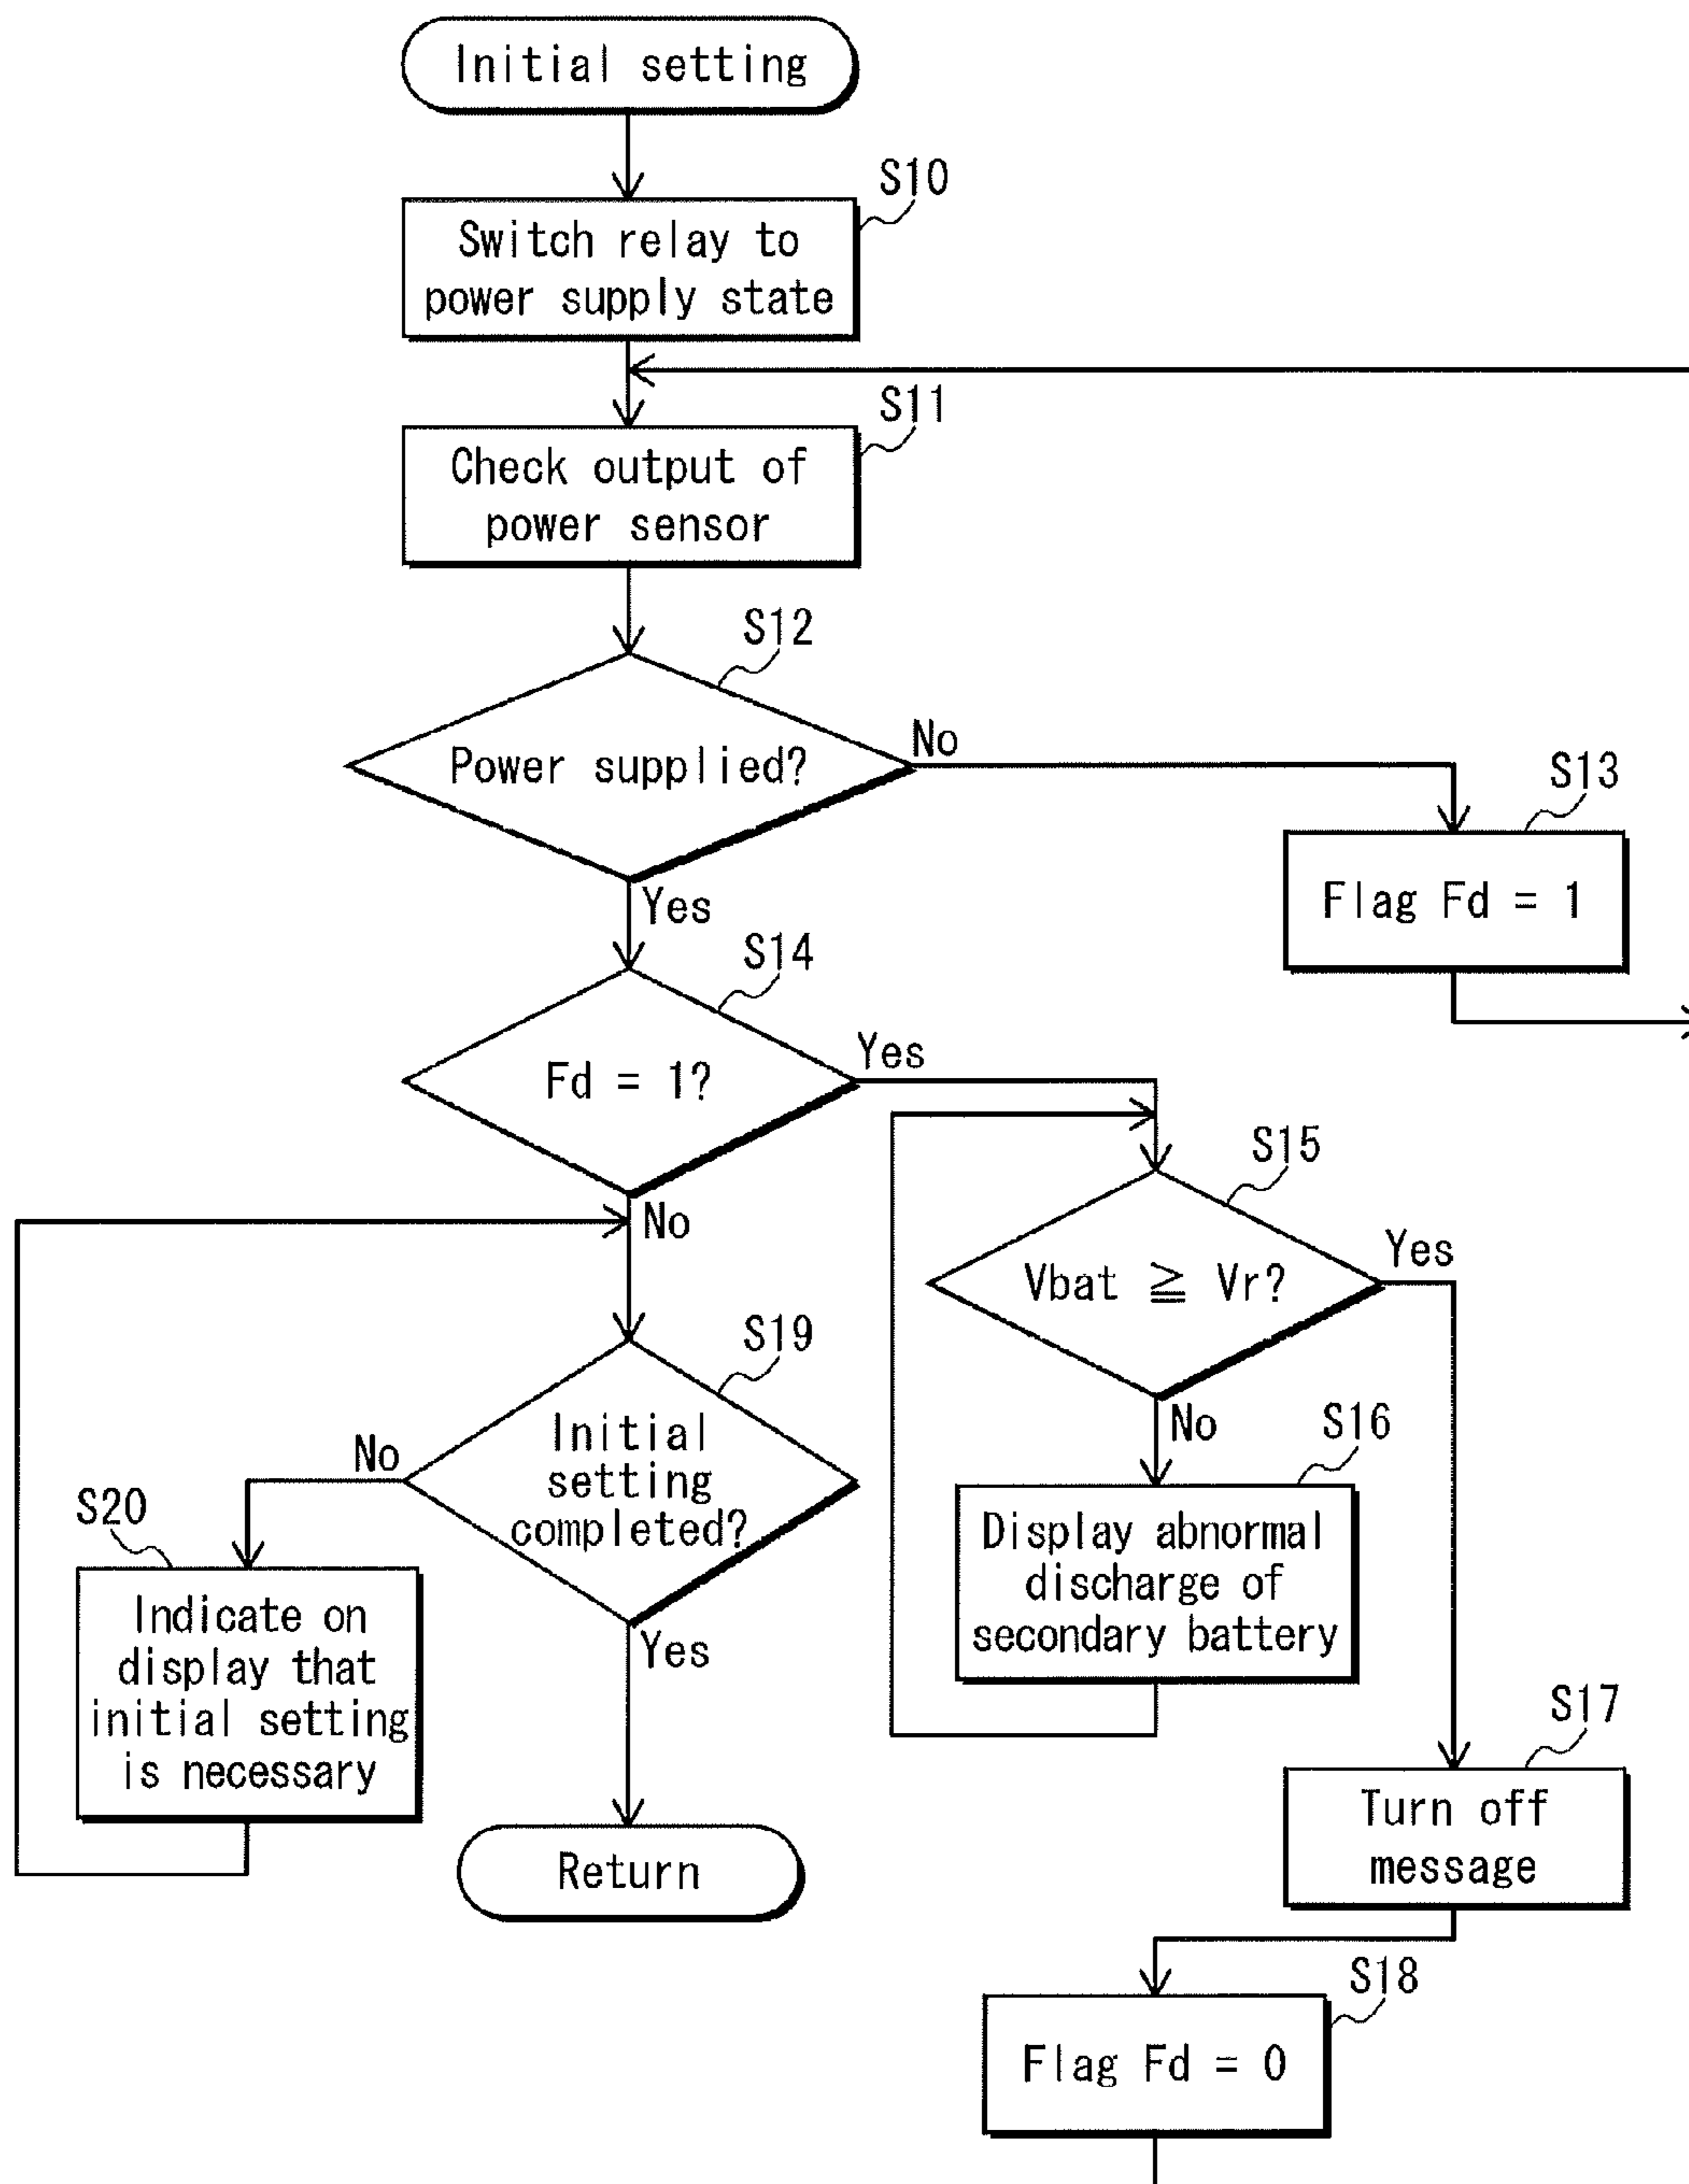 Initial setting
S10
Switch relay to
power supply state
S11
Check output of
power sensor
S12
Power supplied?
No
S13
Flag Fd = 1
Yes
S14
Fd = 1?
Yes
No
S15
Vbat ≧ Vr?
Yes
No
S16
Display abnormal
discharge of
secondary battery
S17
Turn off
message
S18
Flag Fd = 0
S19
Initial
setting
completed?
No
S20
Indicate on
display that
initial setting
is necessary
Yes
Return